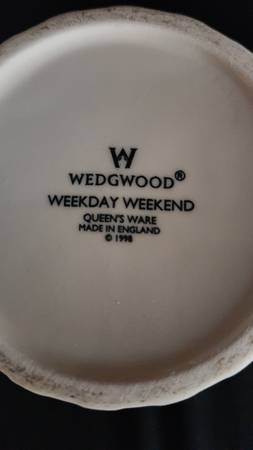 W
WEDGWOOD®
WEEKDAY WEEKEND
QUEEN'S WARE
MADE IN ENGLAND
© 1998